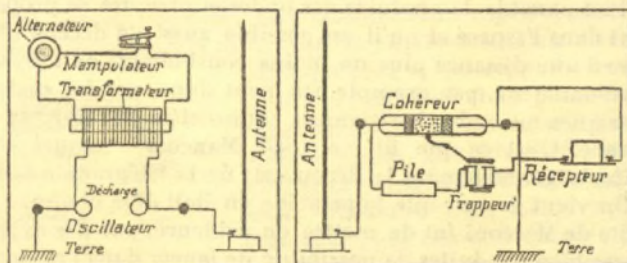 Alternateur
Manipulateur
Transformateur
Décharge
Oscillateur
Terre
Antenne
Antenne
Cohéreur
Pile
Frappeur
Récepteur
Terre